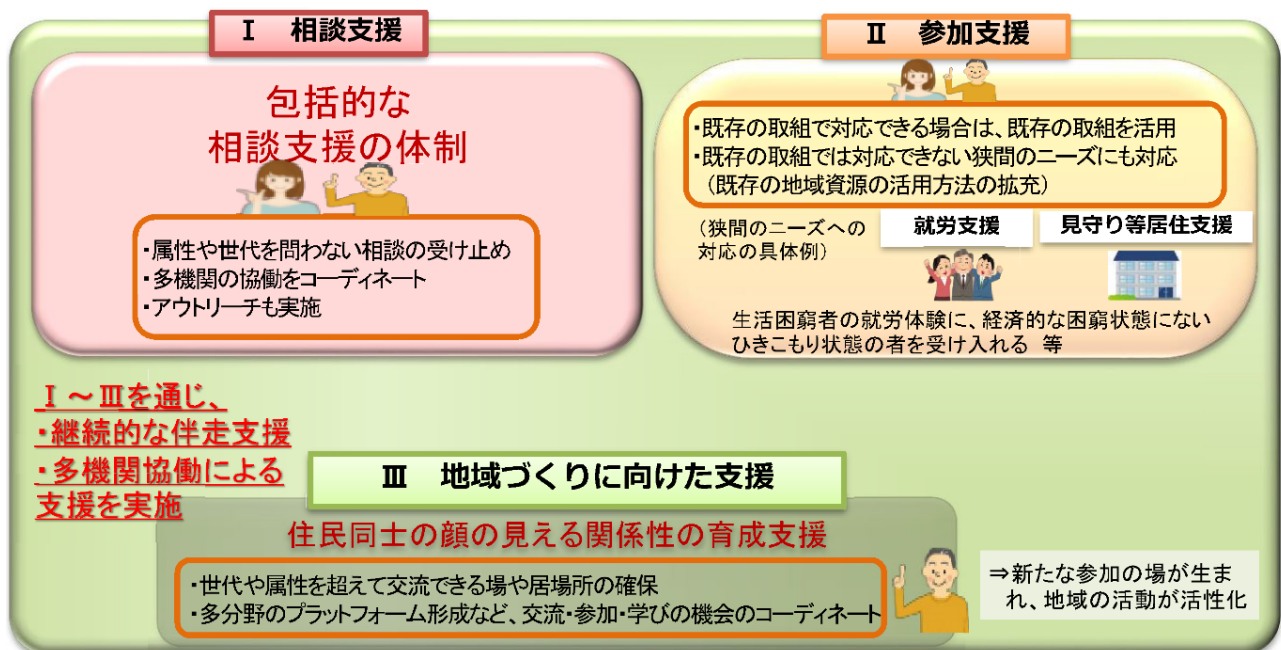 Ⅰ 相談支援
包括的な
相談支援の体制
・属性や世代を問わない相談の受け止め
・多機関の協働をコーディネート
・アウトリーチも実施
Ⅱ 参加支援
・既存の取組で対応できる場合は、既存の取組を活用
・既存の取組では対応できない狭間のニーズにも対応
（既存の地域資源の活用方法の拡充）
（狭間のニーズへの
対応の具体例）
就労支援
見守り等居住支援
生活困窮者の就労体験に、経済的な困窮状態にない
ひきこもり状態の者を受け入れる 等
Ⅰ～Ⅲを通じ、
・継続的な伴走支援
・多機関協働による
支援を実施
Ⅲ 地域づくりに向けた支援
住民同士の顔の見える関係性の育成支援
・世代や属性を超えて交流できる場や居場所の確保
・多分野のプラットフォーム形成など、交流・参加・学びの機会のコーディネート
⇒新たな参加の場が生ま
れ、地域の活動が活性化